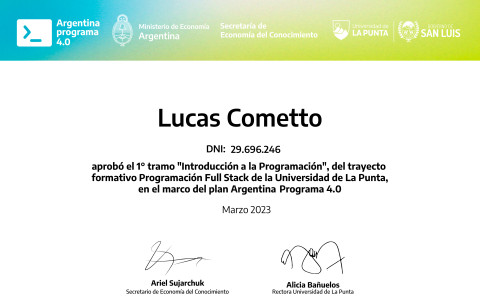 Argentina
programa
4.0
Ministerio de Economía
Argentina
Secretaría de
Economía del Conocimiento
Universidad de
LA PUNTA
SAN LUIS
Lucas Cometto
DNI: 29.696.246
aprobó el 1° tramo "Introducción a la Programación", del trayecto
formativo Programación Full Stack de la Universidad de La Punta,
en el marco del plan Argentina Programa 4.0
Marzo 2023
Ariel Sujarchuk
Secretario de Economía del Conocimiento
Alicia Bañuelos
Rectora Universidad de La Punta